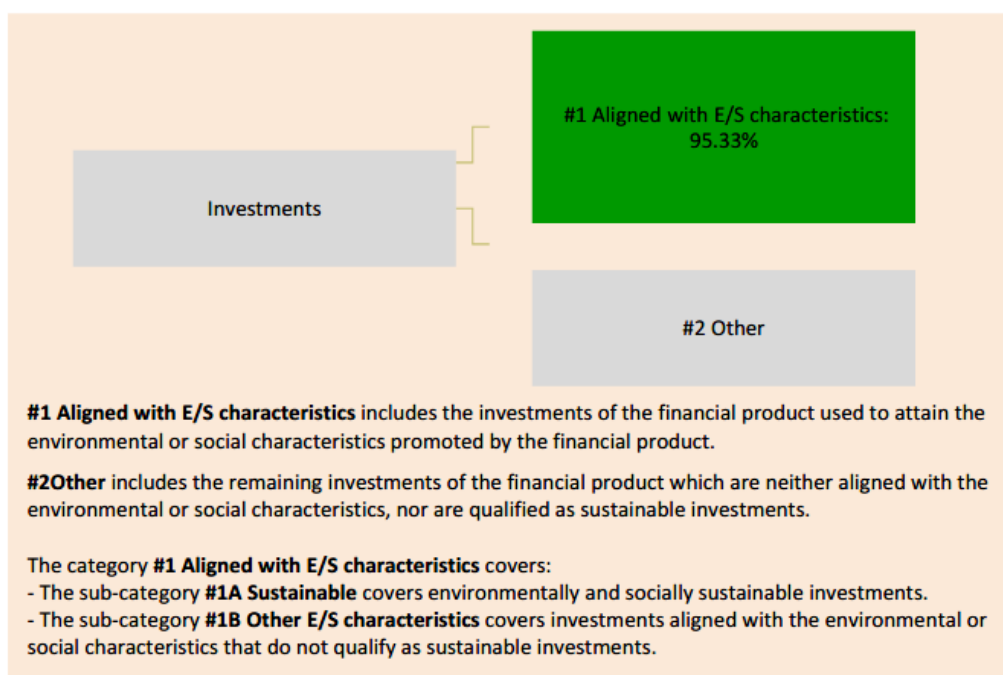 #1 Aligned with E/S characteristics:
95.33%
Investments
#2 Other
#1 Aligned with E/S characteristics includes the investments of the financial product used to attain the
environmental or social characteristics promoted by the financial product.
#2Other includes the remaining investments of the financial product which are neither aligned with the
environmental or social characteristics, nor are qualified as sustainable investments.
The category #1 Aligned with E/S characteristics covers:
- The sub-category #1A Sustainable covers environmentally and socially sustainable investments.
- The sub-category #1B Other E/S characteristics covers investments aligned with the environmental or
social characteristics that do not qualify as sustainable investments.